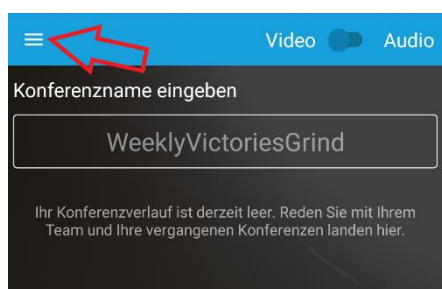 Video Audio
Konferenzname eingeben
WeeklyVictoriesGrind
Ihr Konferenzverlauf ist derzeit leer. Reden Sie mit Ihrem
Team und Ihre vergangenen Konferenzen landen hier.